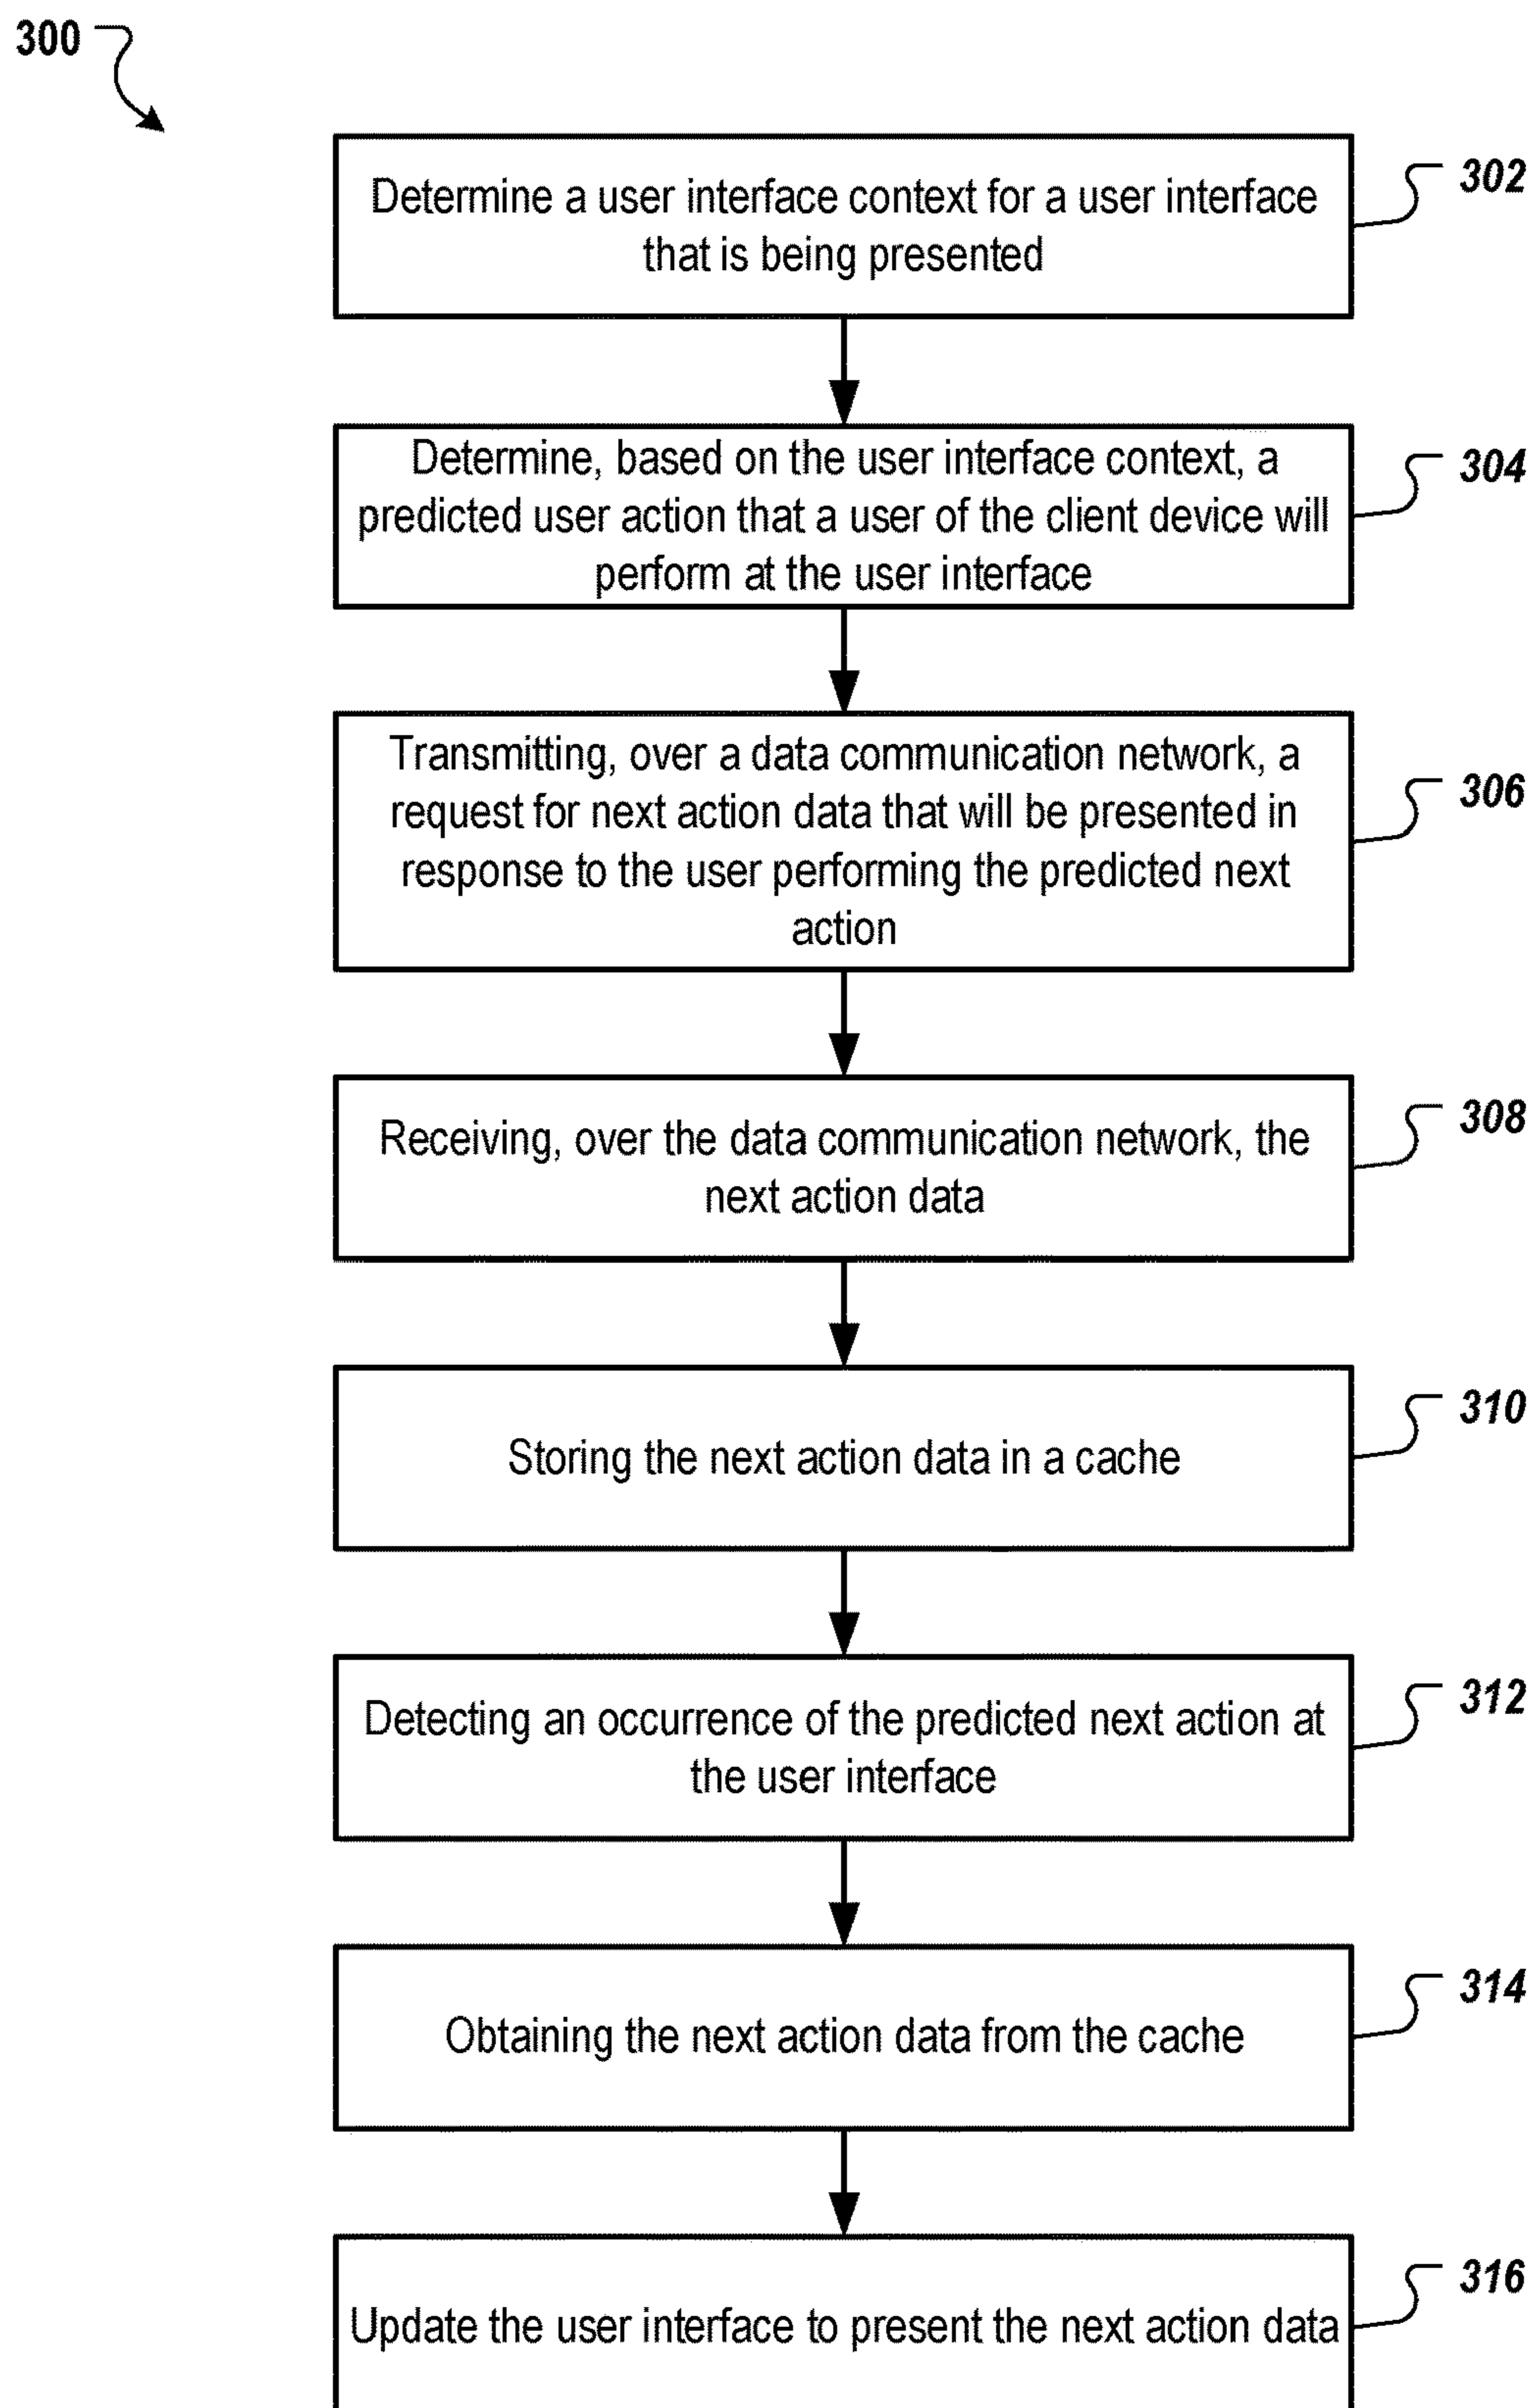 300
Determine a user interface context for a user interface
that is being presented
302
Determine, based on the user interface context, a
predicted user action that a user of the client device will
perform at the user interface
304
Transmitting, over a data communication network, a
request for next action data that will be presented in
response to the user performing the predicted next
action
306
Receiving, over the data communication network, the
next action data
308
Storing the next action data in a cache
310
Detecting an occurrence of the predicted next action at
the user interface
312
Obtaining the next action data from the cache
314
Update the user interface to present the next action data
316